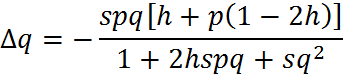 Δq = − spq[h + p(1 − 2h)] / 1 + 2hspq + sq²